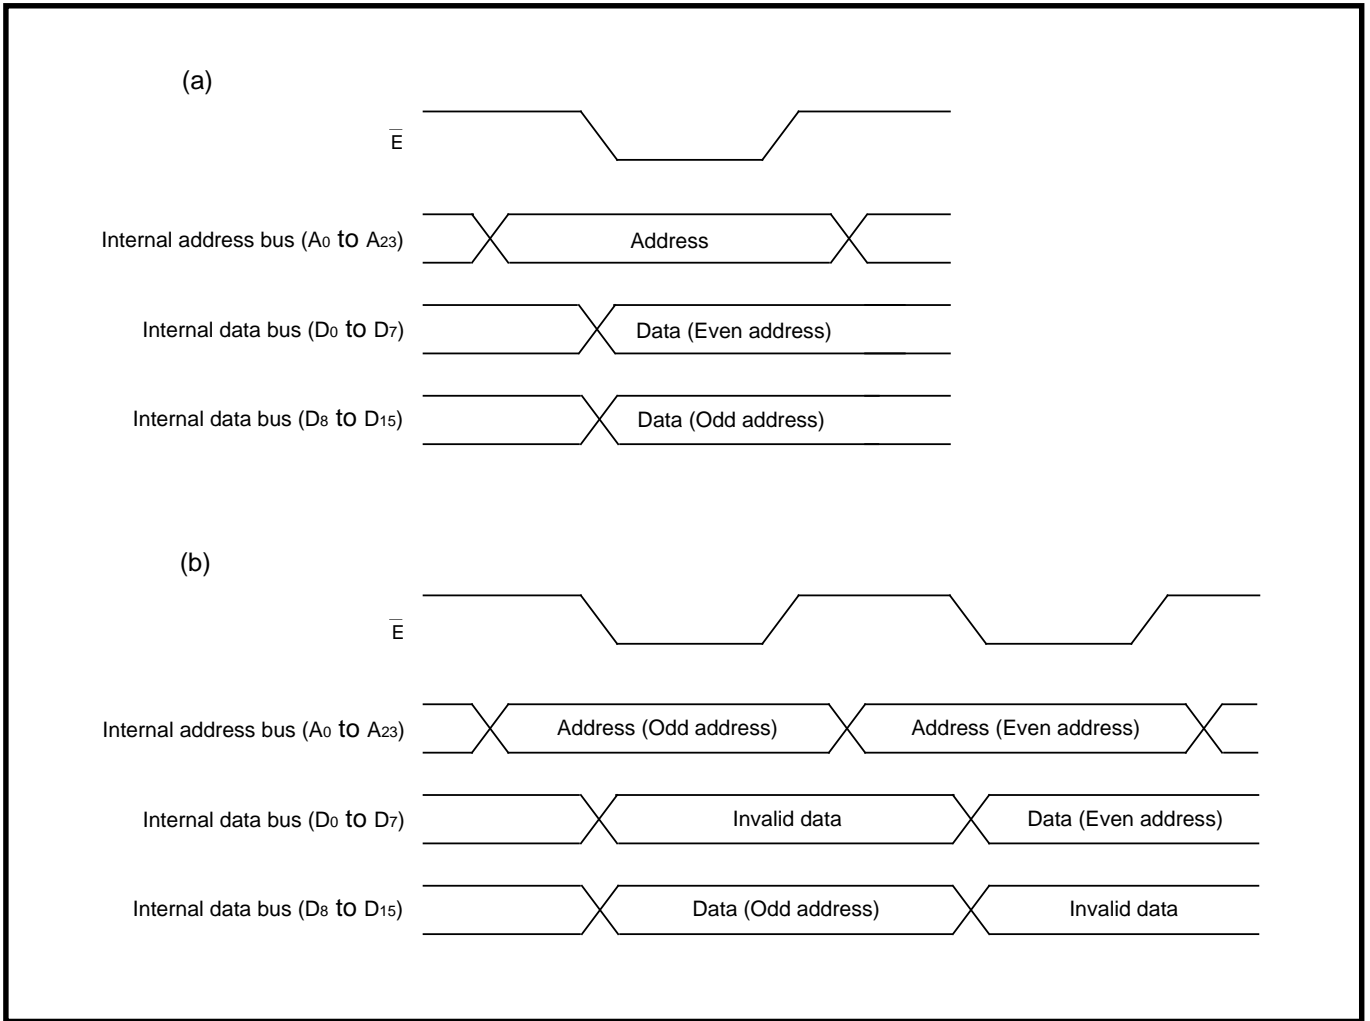 (a)
E̅
Internal address bus (A0 to A23)
Address
Internal data bus (D0 to D7)
Data (Even address)
Internal data bus (D8 to D15)
Data (Odd address)
(b)
E̅
Internal address bus (A0 to A23)
Address (Odd address)
Address (Even address)
Internal data bus (D0 to D7)
Invalid data
Data (Even address)
Internal data bus (D8 to D15)
Data (Odd address)
Invalid data